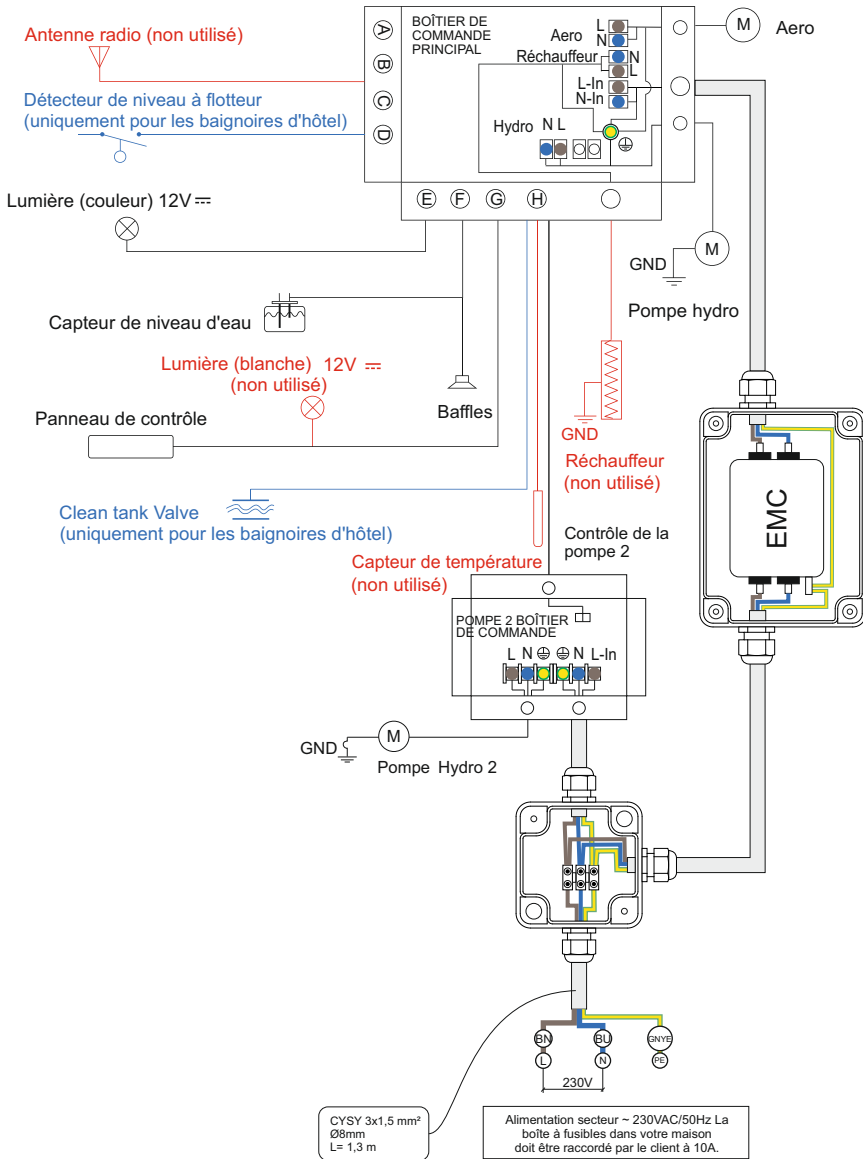 BOÎTIER DE
COMMANDE
PRINCIPAL
A
B
C
D
L
Aero
N
Réchauffeur
N
L
L-In
N-In
Hydro N L
M
Aero
Antenne radio (non utilisé)
Détecteur de niveau à flotteur
(uniquement pour les baignoires d'hôtel)
E
F
G
H
Lumière (couleur) 12V
M
GND
Pompe hydro
Capteur de niveau d'eau
Lumière (blanche) 12V
(non utilisé)
Baffles
Panneau de contrôle
GND
Réchauffeur
(non utilisé)
Clean tank Valve
(uniquement pour les baignoires d'hôtel)
EMC
Capteur de température
(non utilisé)
Contrôle de la
pompe 2
POMPE 2 BOÎTIER
DE COMMANDE
L N N L-In
GND
M
Pompe Hydro 2
BN
BU
GNYE
L
N
PE
230V
CYSY 3x1,5 mm²
Ø8mm
L= 1,3 m
Alimentation secteur ~ 230VAC/50Hz La
boîte à fusibles dans votre maison
doit être raccordé par le client à 10A.